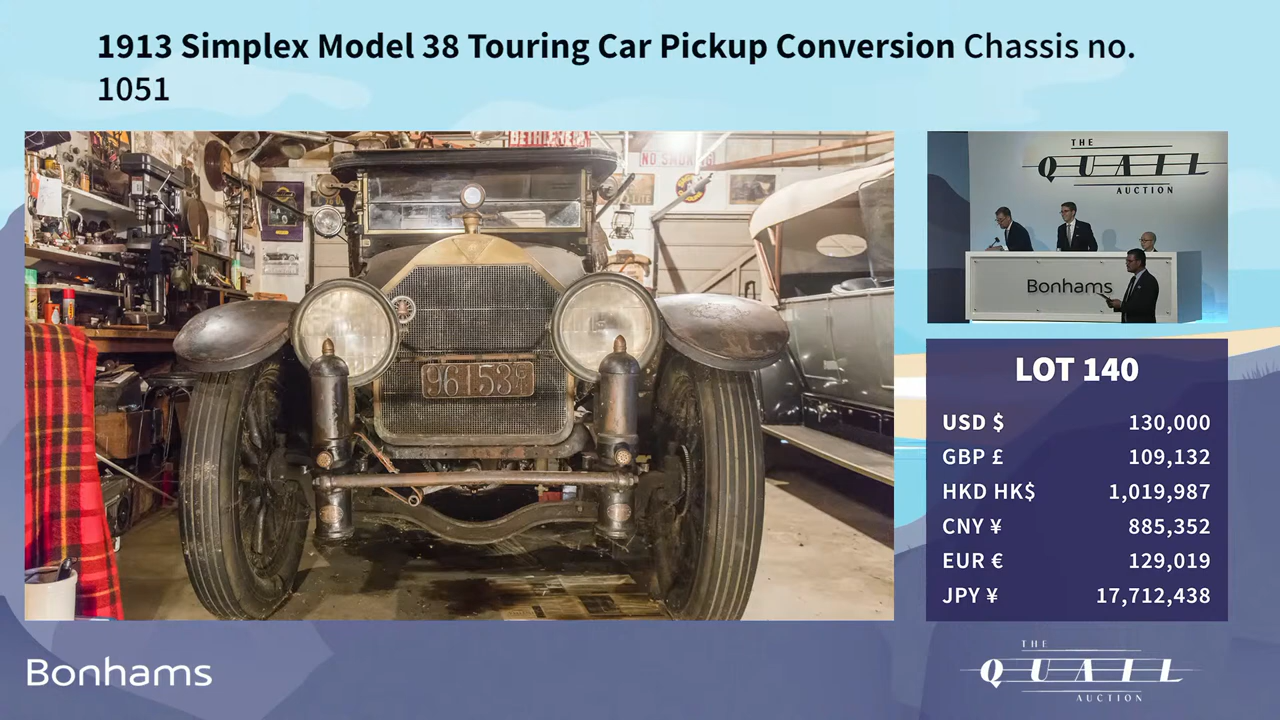 1913 Simplex Model 38 Touring Car Pickup Conversion Chassis no.
1051
NO SMOKING
961538
THE
QUAIL
AUCTION
Bonhams
LOT 140
USD $ 130,000
GBP £ 109,132
HKD HK$ 1,019,987
CNY ¥ 885,352
EUR € 129,019
JPY ¥ 17,712,438
Bonhams
THE
QUAIL
AUCTION